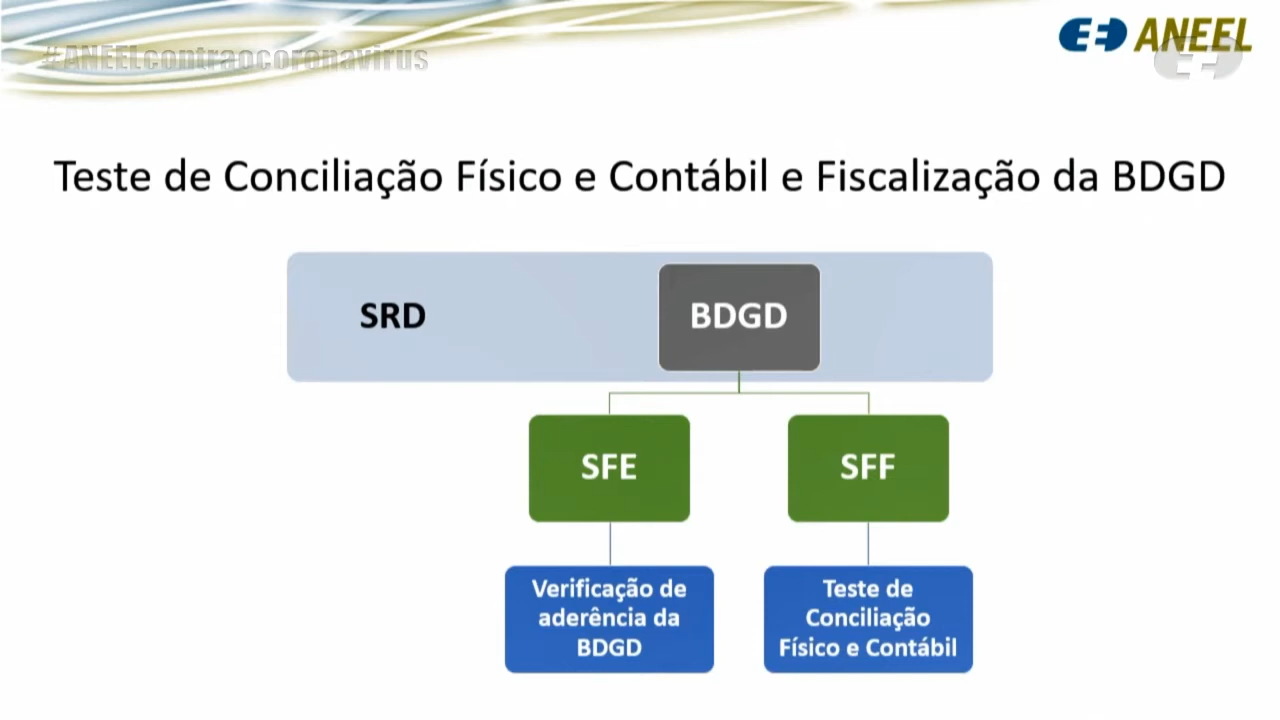 #ANEELcontraocoronavirus
ANEEL
Teste de Conciliação Físico e Contábil e Fiscalização da BDGD
SRD
BDGD
SFE
SFF
Verificação de
aderência da
BDGD
Teste de
Conciliação
Físico e Contábil